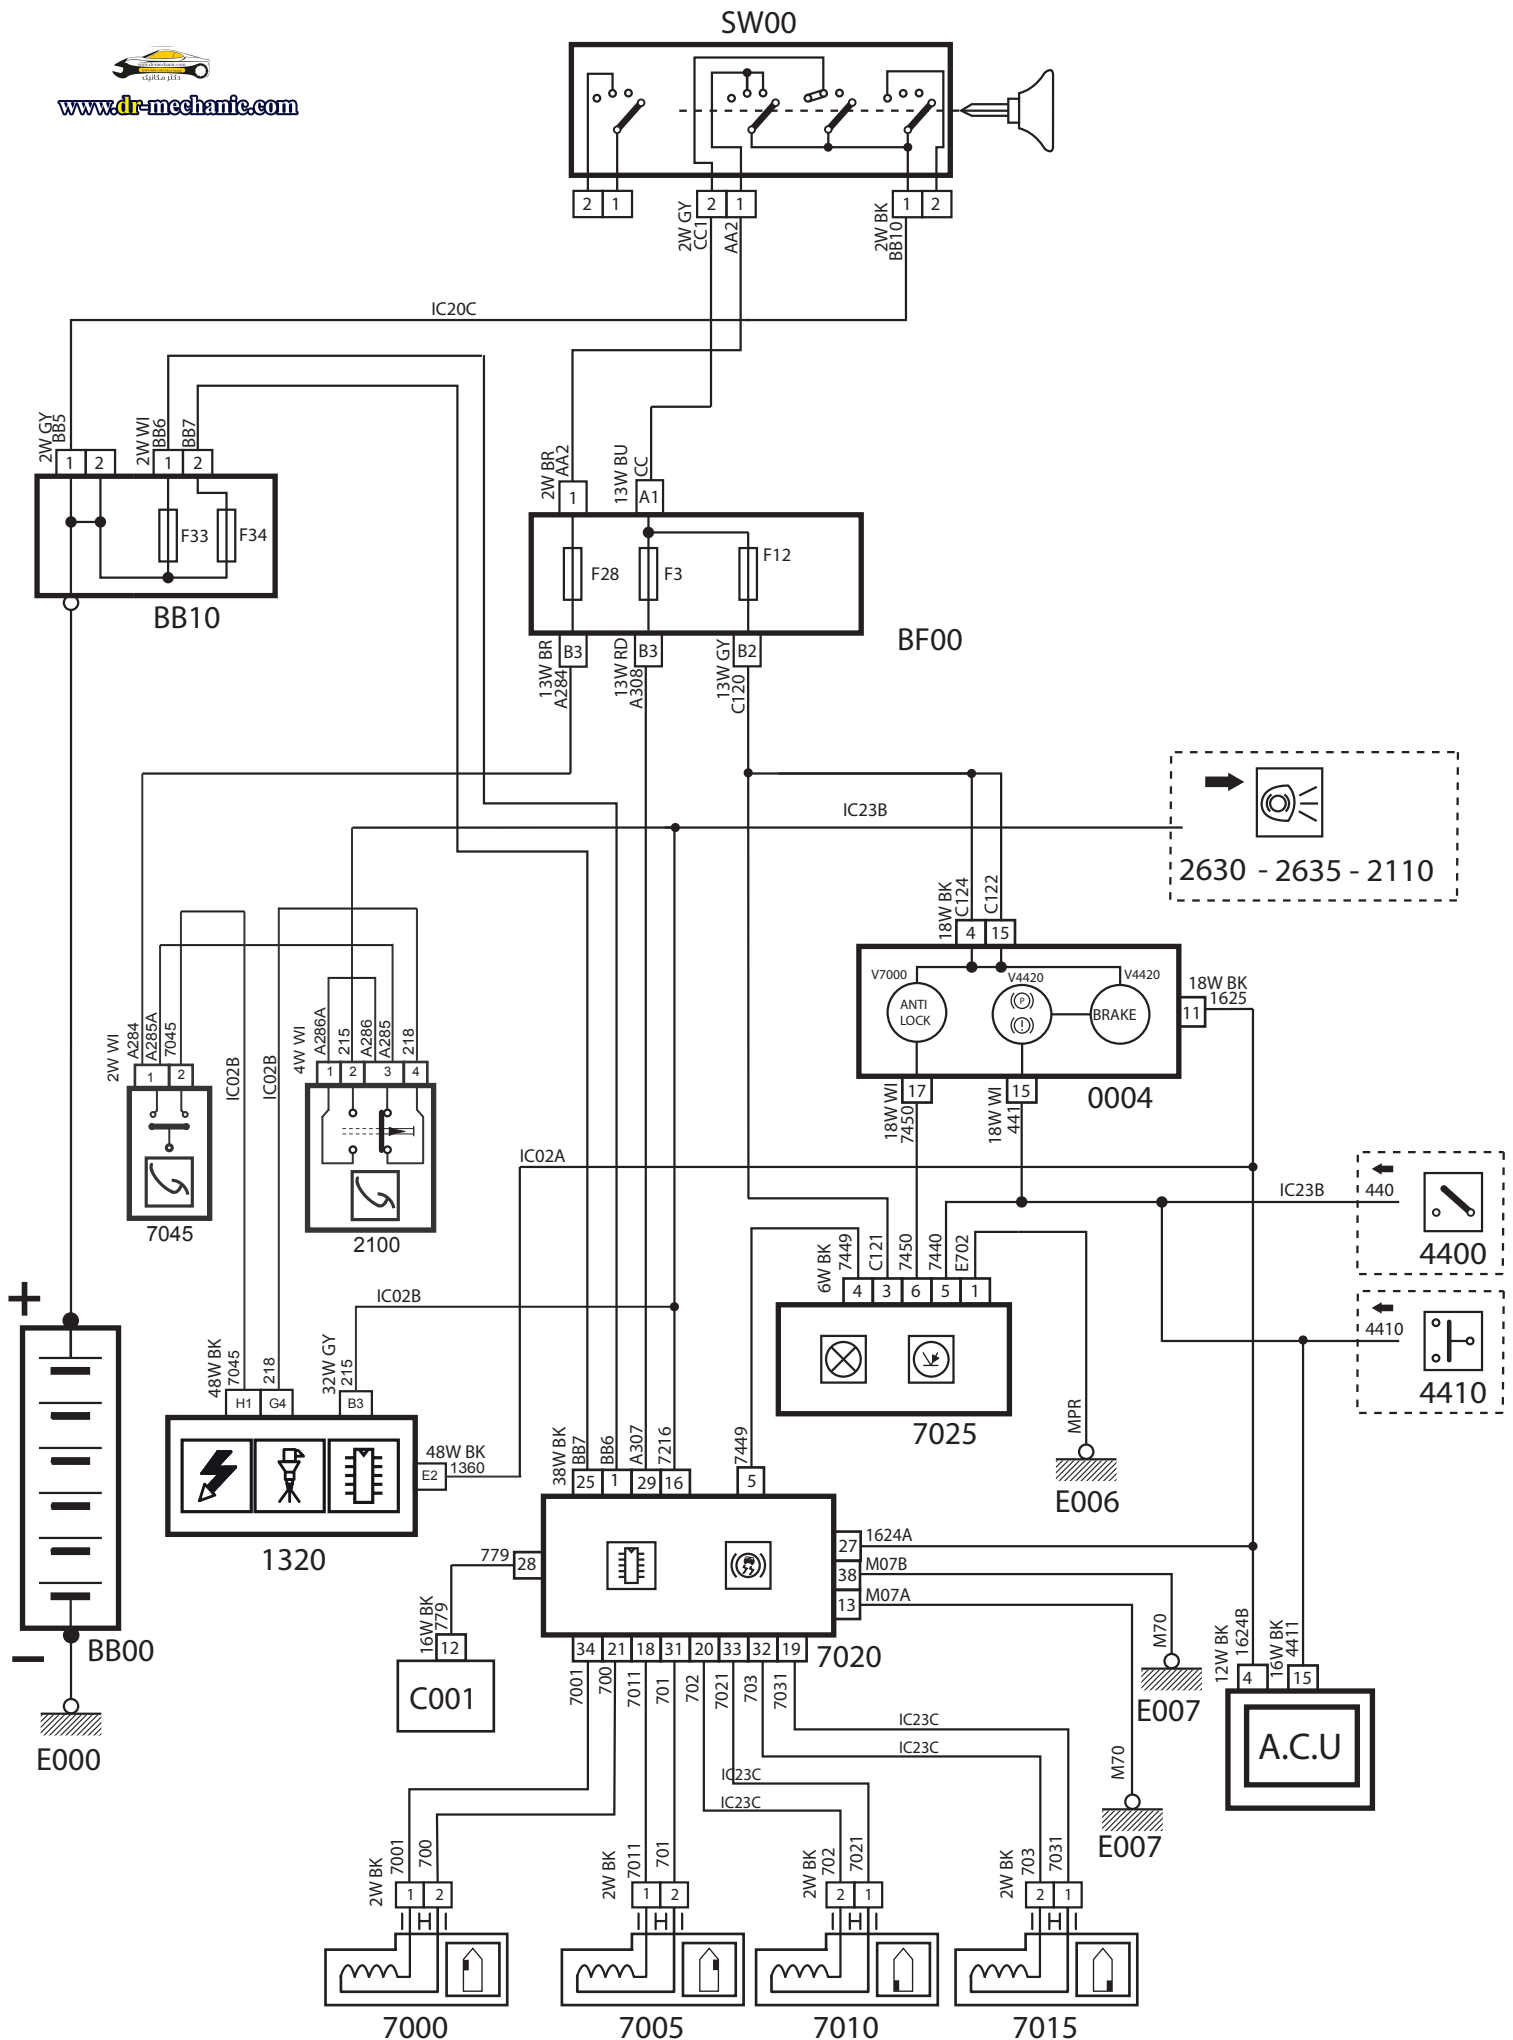 SW00
www.dr-mechanic.com
دکتر مکانیک
2 1
2 1
1 2
2W GY
CC1
AA2
2W BK
BB10
IC20C
2W GY
BB5
2W WI
BB6
BB7
1 2
1 2
F33
F34
BB10
2W BR
AA2
13W BU
CC
1
A1
F28
F3
F12
BF00
B3
B3
B2
13W BR
A284
13W RD
A308
13W GY
C120
IC23B
2630 - 2635 - 2110
18W BK
C124
C122
4 15
V7000
V4420
V4420
ANTI
LOCK
P
!
BRAKE
18W BK
1625
11
0004
17
15
18W WI
7450
18W WI
441
2W WI
A284
A285A
7045
1 2
7045
IC02B
IC02B
4W WI
A286A
215
A286
A285
218
1 2 3 4
2100
IC02A
IC23B
440
4400
4410
4410
6W BK
7449
C121
7450
7440
E702
4 3 6 5 1
7025
MPR
E006
IC02B
48W BK
7045
218
32W GY
215
H1 G4
B3
48W BK
1360
E2
1320
+
−
BB00
E000
38W BK
BB7
BB6
A307
7216
7449
25 1 29 16
5
779
28
16W BK
779
12
C001
27
1624A
38
M07B
13
M07A
34 21 18 31 20 33 32 19
7020
7001
700
7011
701
702
7021
703
7031
M70
E007
M70
E007
12W BK
1624B
16W BK
4411
4
15
A.C.U
IC23C
IC23C
IC23C
IC23C
2W BK
7001
700
2W BK
7011
701
2W BK
702
7021
2W BK
703
7031
1 2
1 2
2 1
2 1
7000
7005
7010
7015